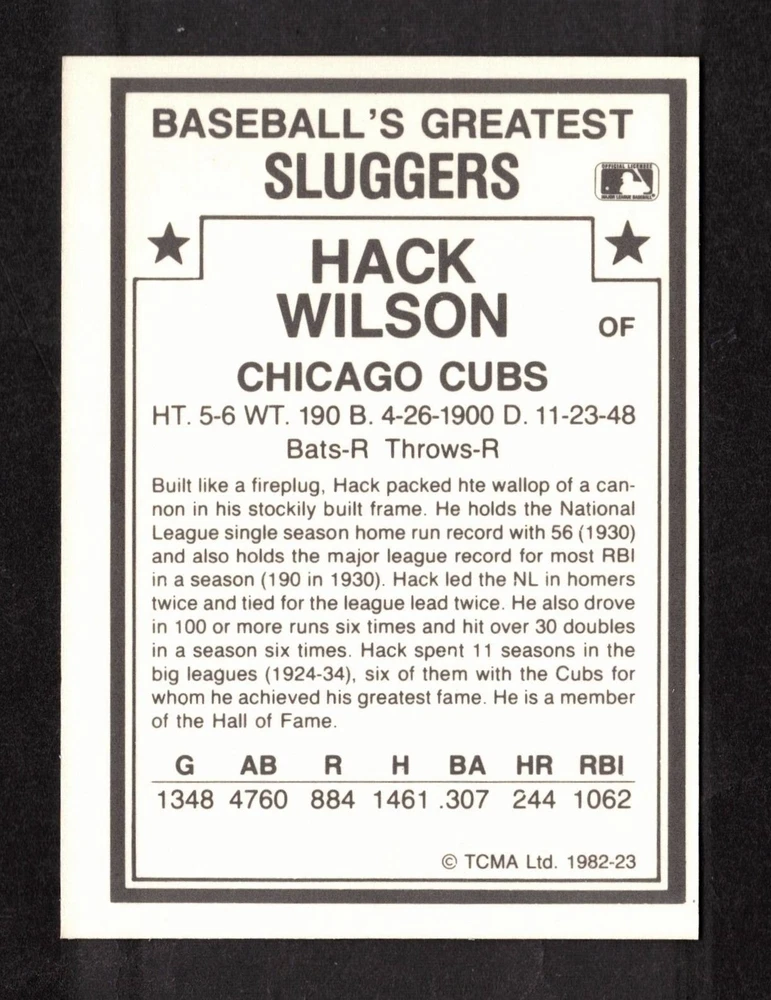 BASEBALL'S GREATEST
SLUGGERS
OFFICIAL LICENSEE
MAJOR LEAGUE BASEBALL
HACK
WILSON
OF
CHICAGO CUBS
HT. 5-6 WT. 190 B. 4-26-1900 D. 11-23-48
Bats-R Throws-R
Built like a fireplug, Hack packed hte wallop of a can-
non in his stockily built frame. He holds the National
League single season home run record with 56 (1930)
and also holds the major league record for most RBI
in a season (190 in 1930). Hack led the NL in homers
twice and tied for the league lead twice. He also drove
in 100 or more runs six times and hit over 30 doubles
in a season six times. Hack spent 11 seasons in the
big leagues (1924-34), six of them with the Cubs for
whom he achieved his greatest fame. He is a member
of the Hall of Fame.
G AB R H BA HR RBI
1348 4760 884 1461 .307 244 1062
© TCMA Ltd. 1982-23